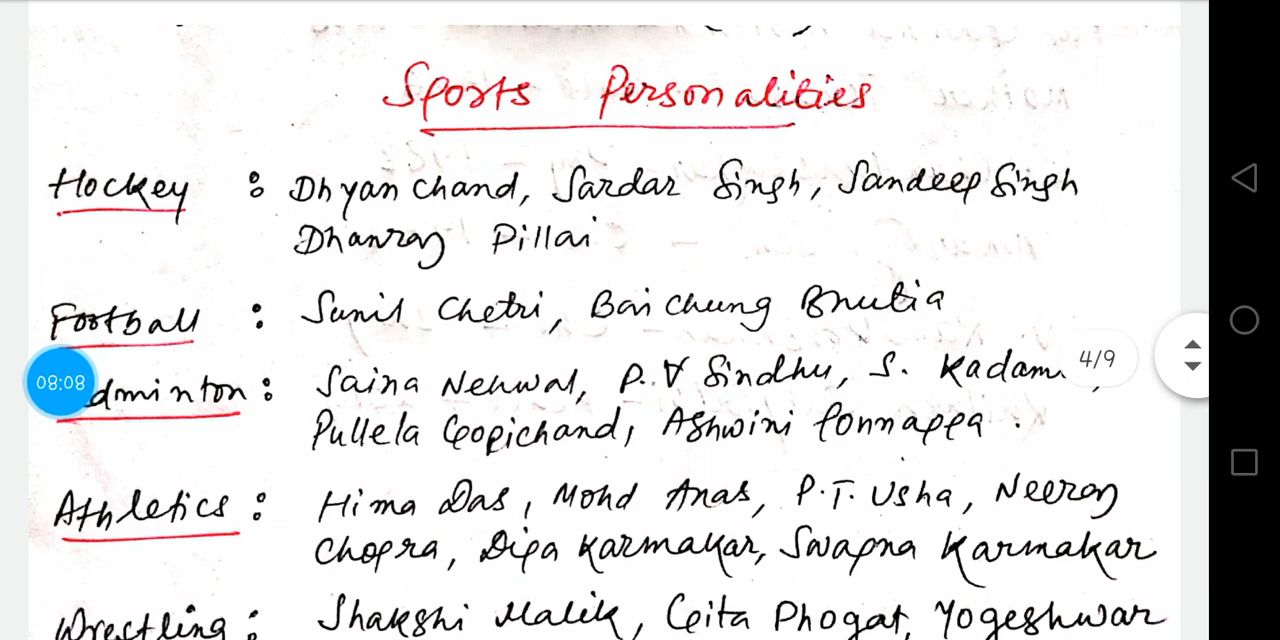 Sports Personalities
Hockey : Dhyan Chand, Sardar Singh, Sandeep Singh
Dhanraj Pillai
Football : Sunil Chetri, Baichung Bhutia
08:08
dminton : Saina Nehwal, P.V Sindhu, S. Kadam
4/9
Pullela Gopichand, Ashwini Ponnappa.
Athletics : Hima Das, Mohd Anas, P.T. Usha, Neeraj
Chopra, Dipa Karmakar, Swapna Karmakar
Wrestling : Shakshi Malik, Geita Phogat, Yogeshwar